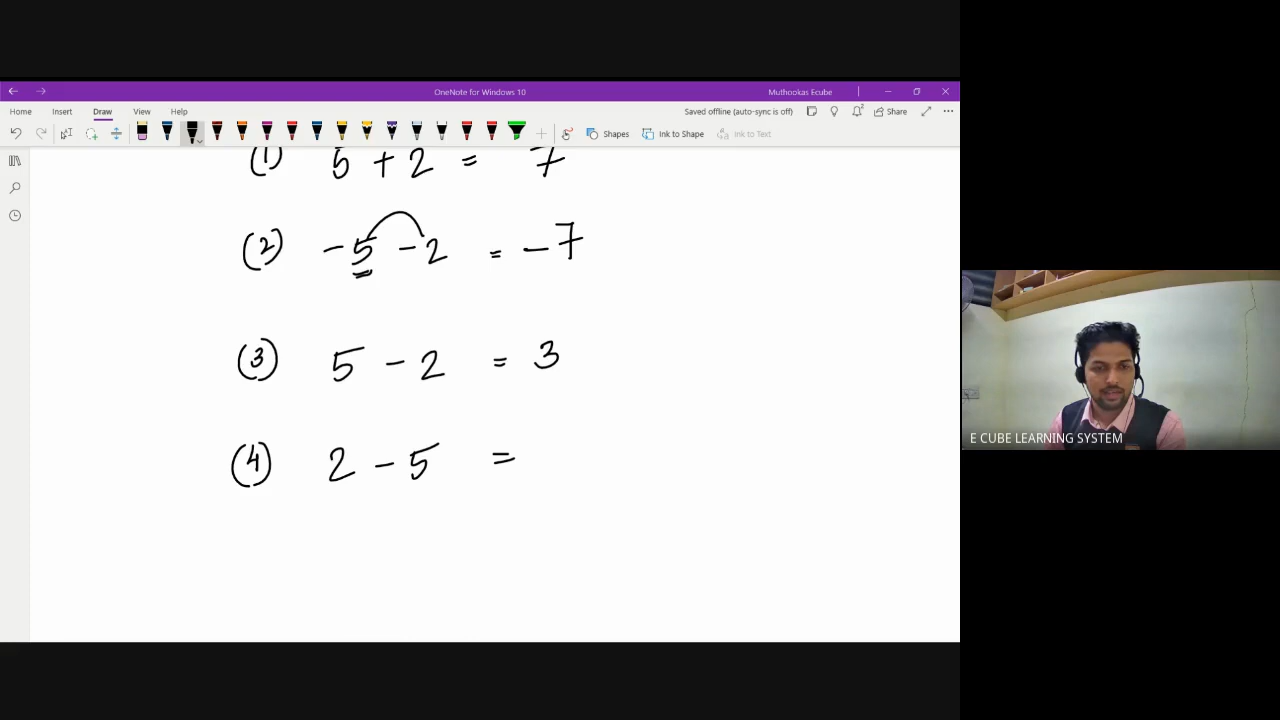 OneNote for Windows 10
Muthookas Ecube
Home Insert Draw View Help
Saved offline (auto-sync is off)
Share
Shapes
Ink to Shape
Ink to Text
(1) 5 + 2 = 7
(2) - 5 - 2 = - 7
(3) 5 - 2 = 3
(4) 2 - 5 =
E CUBE LEARNING SYSTEM